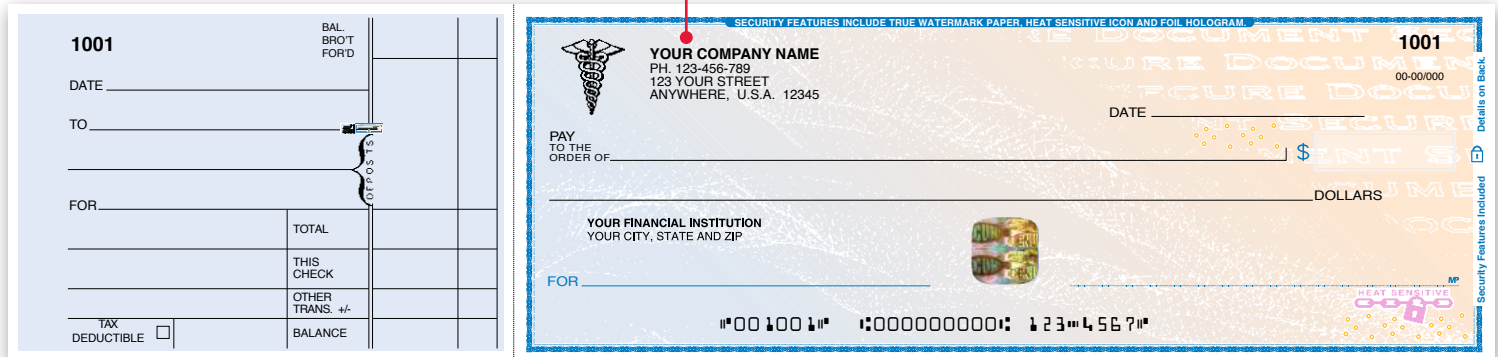 1001
BAL.
BRO'T
FOR'D
DATE
TO
DEPOSITS
FOR
TOTAL
THIS
CHECK
OTHER
TRANS. +/-
TAX
DEDUCTIBLE
BALANCE
SECURITY FEATURES INCLUDE TRUE WATERMARK PAPER, HEAT SENSITIVE ICON AND FOIL HOLOGRAM.
YOUR COMPANY NAME
PH. 123-456-789
123 YOUR STREET
ANYWHERE, U.S.A. 12345
1001
00-00/000
DATE
PAY
TO THE
ORDER OF
$
DOLLARS
YOUR FINANCIAL INSTITUTION
YOUR CITY, STATE AND ZIP
FOR
MP
HEAT SENSITIVE
⑈001001⑈ ⑆000000000⑆ 123⑉4567⑈
Security Features Included Details on Back.